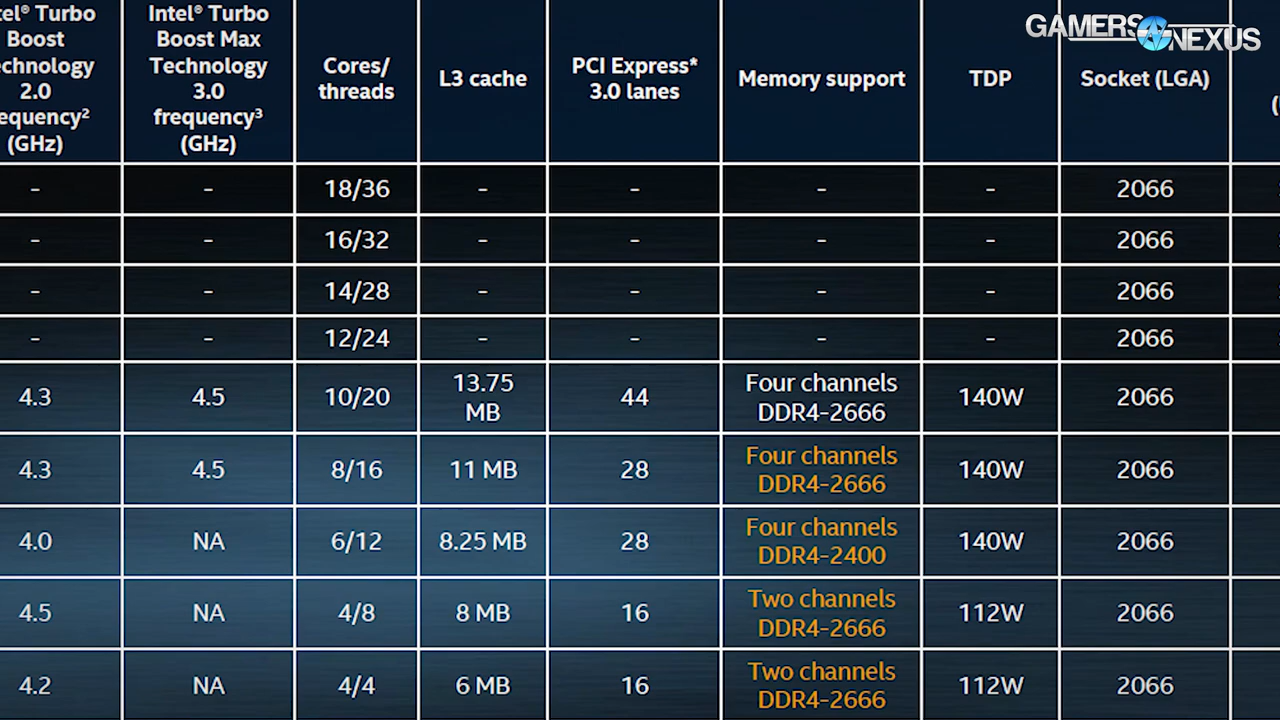 GAMERS NEXUS
tel® Turbo
Boost
chnology
2.0
equency²
(GHz)
Intel® Turbo
Boost Max
Technology
3.0
frequency³
(GHz)
Cores/
threads
L3 cache
PCI Express*
3.0 lanes
Memory support
TDP
Socket (LGA)
(
- - 18/36 - - - - 2066
- - 16/32 - - - - 2066
- - 14/28 - - - - 2066
- - 12/24 - - - - 2066
4.3 4.5 10/20 13.75 MB 44 Four channels DDR4-2666 140W 2066
4.3 4.5 8/16 11 MB 28 Four channels DDR4-2666 140W 2066
4.0 NA 6/12 8.25 MB 28 Four channels DDR4-2400 140W 2066
4.5 NA 4/8 8 MB 16 Two channels DDR4-2666 112W 2066
4.2 NA 4/4 6 MB 16 Two channels DDR4-2666 112W 2066